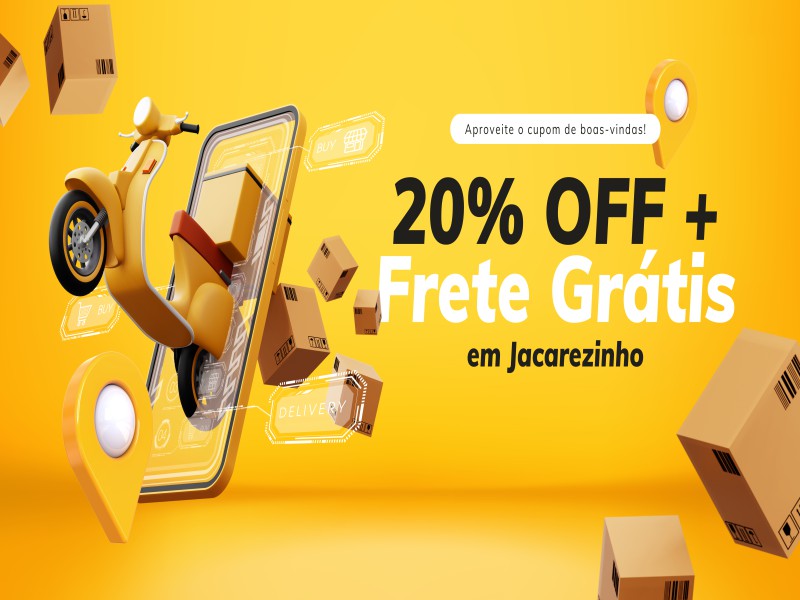 Aproveite o cupom de boas-vindas!
20% OFF +
Frete Grátis
em Jacarezinho
BUY
BUY
DELIVERY